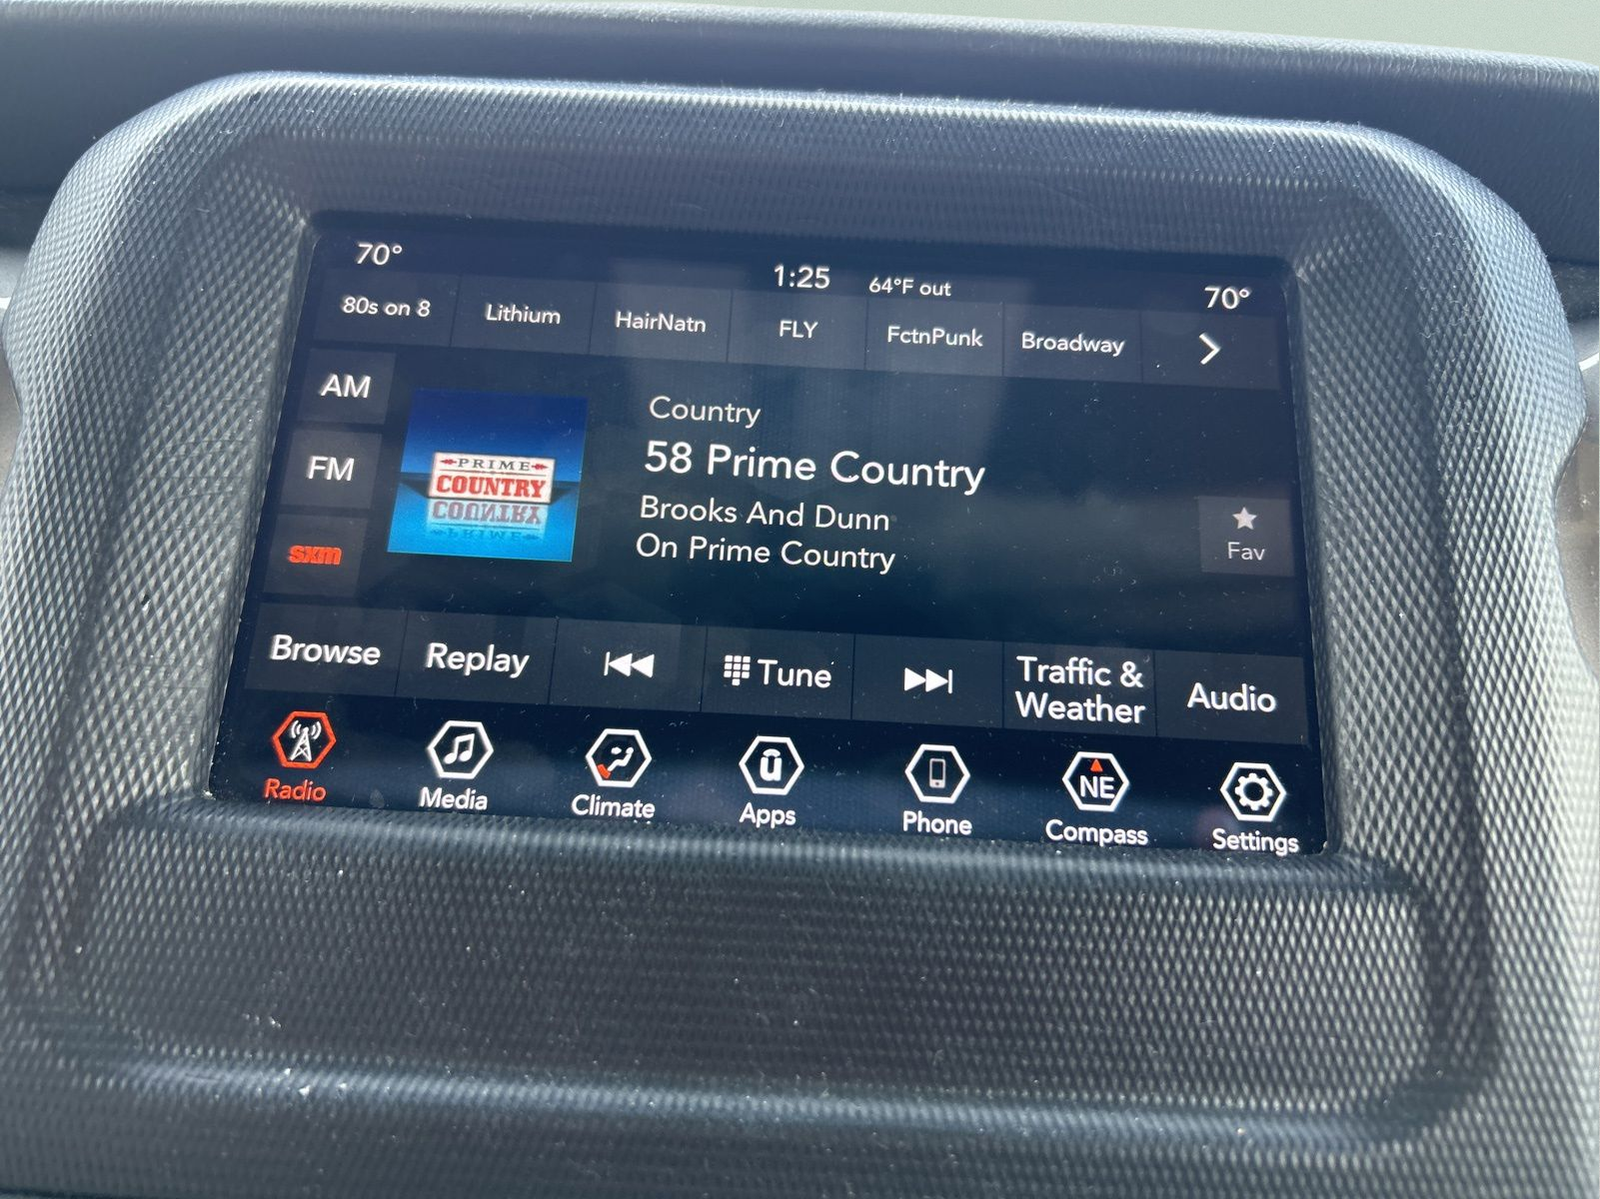 70°
1:25
64°F out
70°
80s on 8
Lithium
HairNatn
FLY
FctnPunk
Broadway
AM
FM
sxm
PRIME
COUNTRY
COUNTRY
PRIME
Country
58 Prime Country
Brooks And Dunn
On Prime Country
Fav
Browse
Replay
Tune
Traffic &
Weather
Audio
u
NE
Radio
Media
Climate
Apps
Phone
Compass
Settings